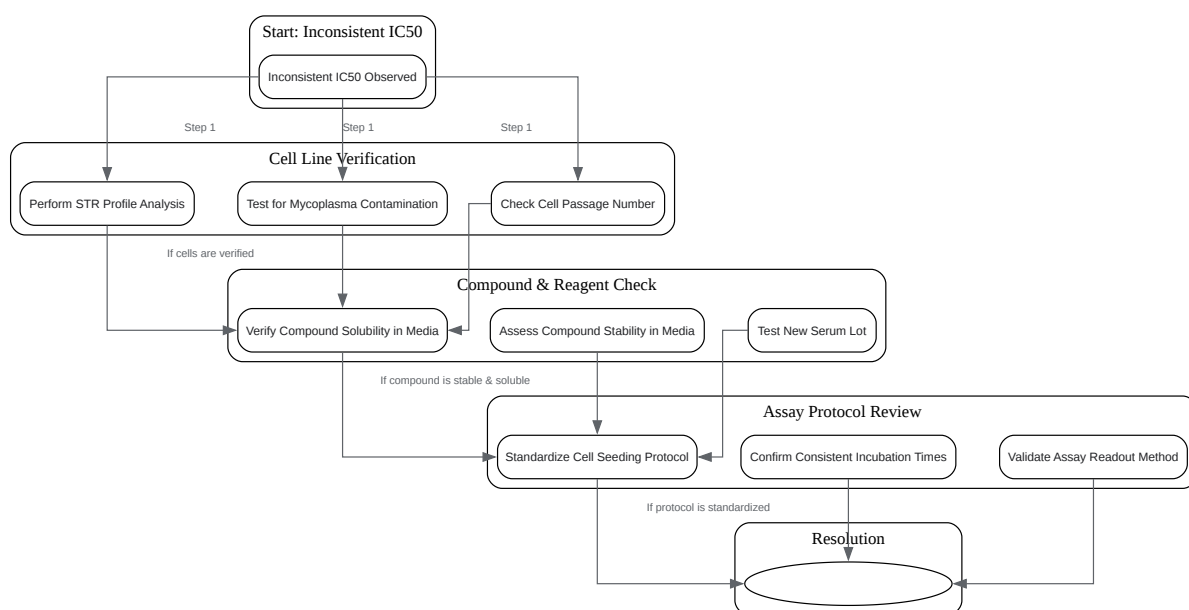 Start: Inconsistent IC50
Inconsistent IC50 Observed
Step 1
Step 1
Step 1
Cell Line Verification
Perform STR Profile Analysis
Test for Mycoplasma Contamination
Check Cell Passage Number
If cells are verified
Compound & Reagent Check
Verify Compound Solubility in Media
Assess Compound Stability in Media
Test New Serum Lot
If compound is stable & soluble
Assay Protocol Review
Standardize Cell Seeding Protocol
Confirm Consistent Incubation Times
Validate Assay Readout Method
If protocol is standardized
Resolution